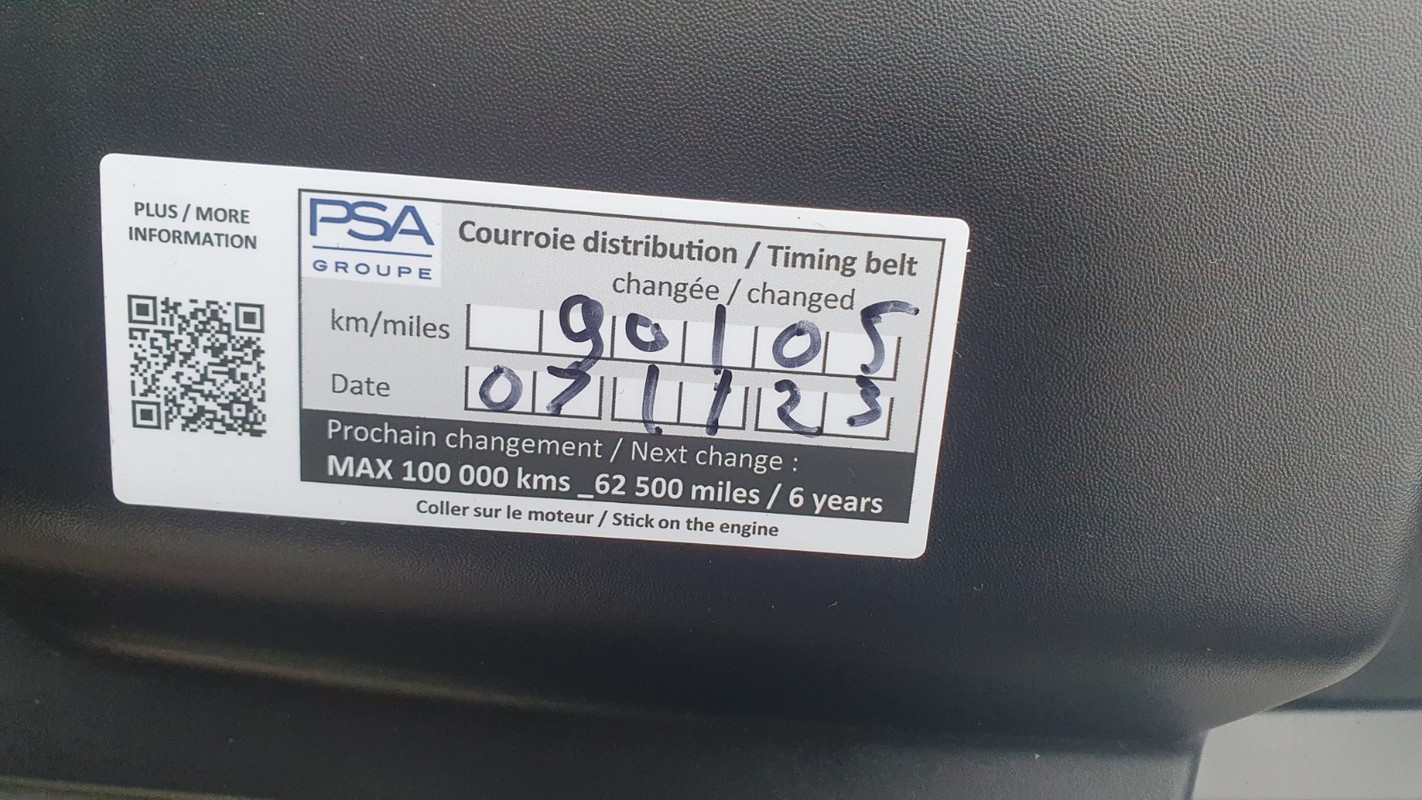 PLUS / MORE
INFORMATION
PSA
GROUPE
Courroie distribution / Timing belt
changée / changed
km/miles 90105
Date 07 11 23
Prochain changement / Next change :
MAX 100 000 kms _62 500 miles / 6 years
Coller sur le moteur / Stick on the engine